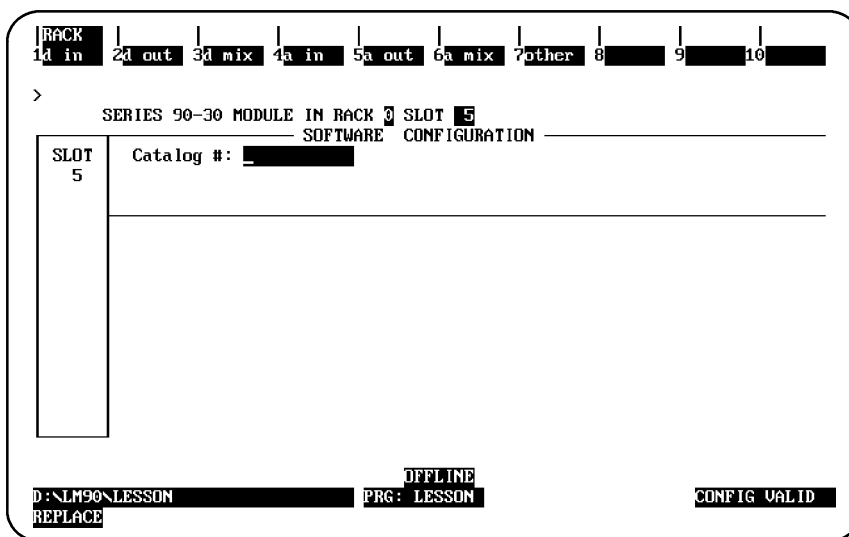 RACK
1d in 2d out 3d mix 4a in 5a out 6a mix 7other 8 9 10
>
SERIES 90-30 MODULE IN RACK 0 SLOT 5
SOFTWARE CONFIGURATION
SLOT Catalog #: _
5
OFFLINE
D:\LM90\LESSON PRG: LESSON CONFIG VALID
REPLACE